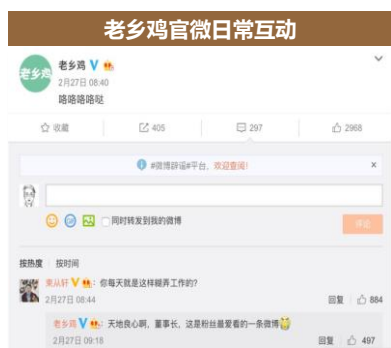 老乡鸡官微日常互动
老乡鸡
老乡鸡
2月27日 08:40
咯咯咯咯哒
收藏 405 297 2968
#微博辟谣#平台，欢迎查阅!
同时转发到我的微博
评论
按热度 按时间
束从轩 : 你每天就是这样糊弄工作的?
2月27日 08:44 回复 884
老乡鸡 : 天地良心啊，董事长，这是粉丝最爱看的一条微博
2月27日 09:18 回复 497